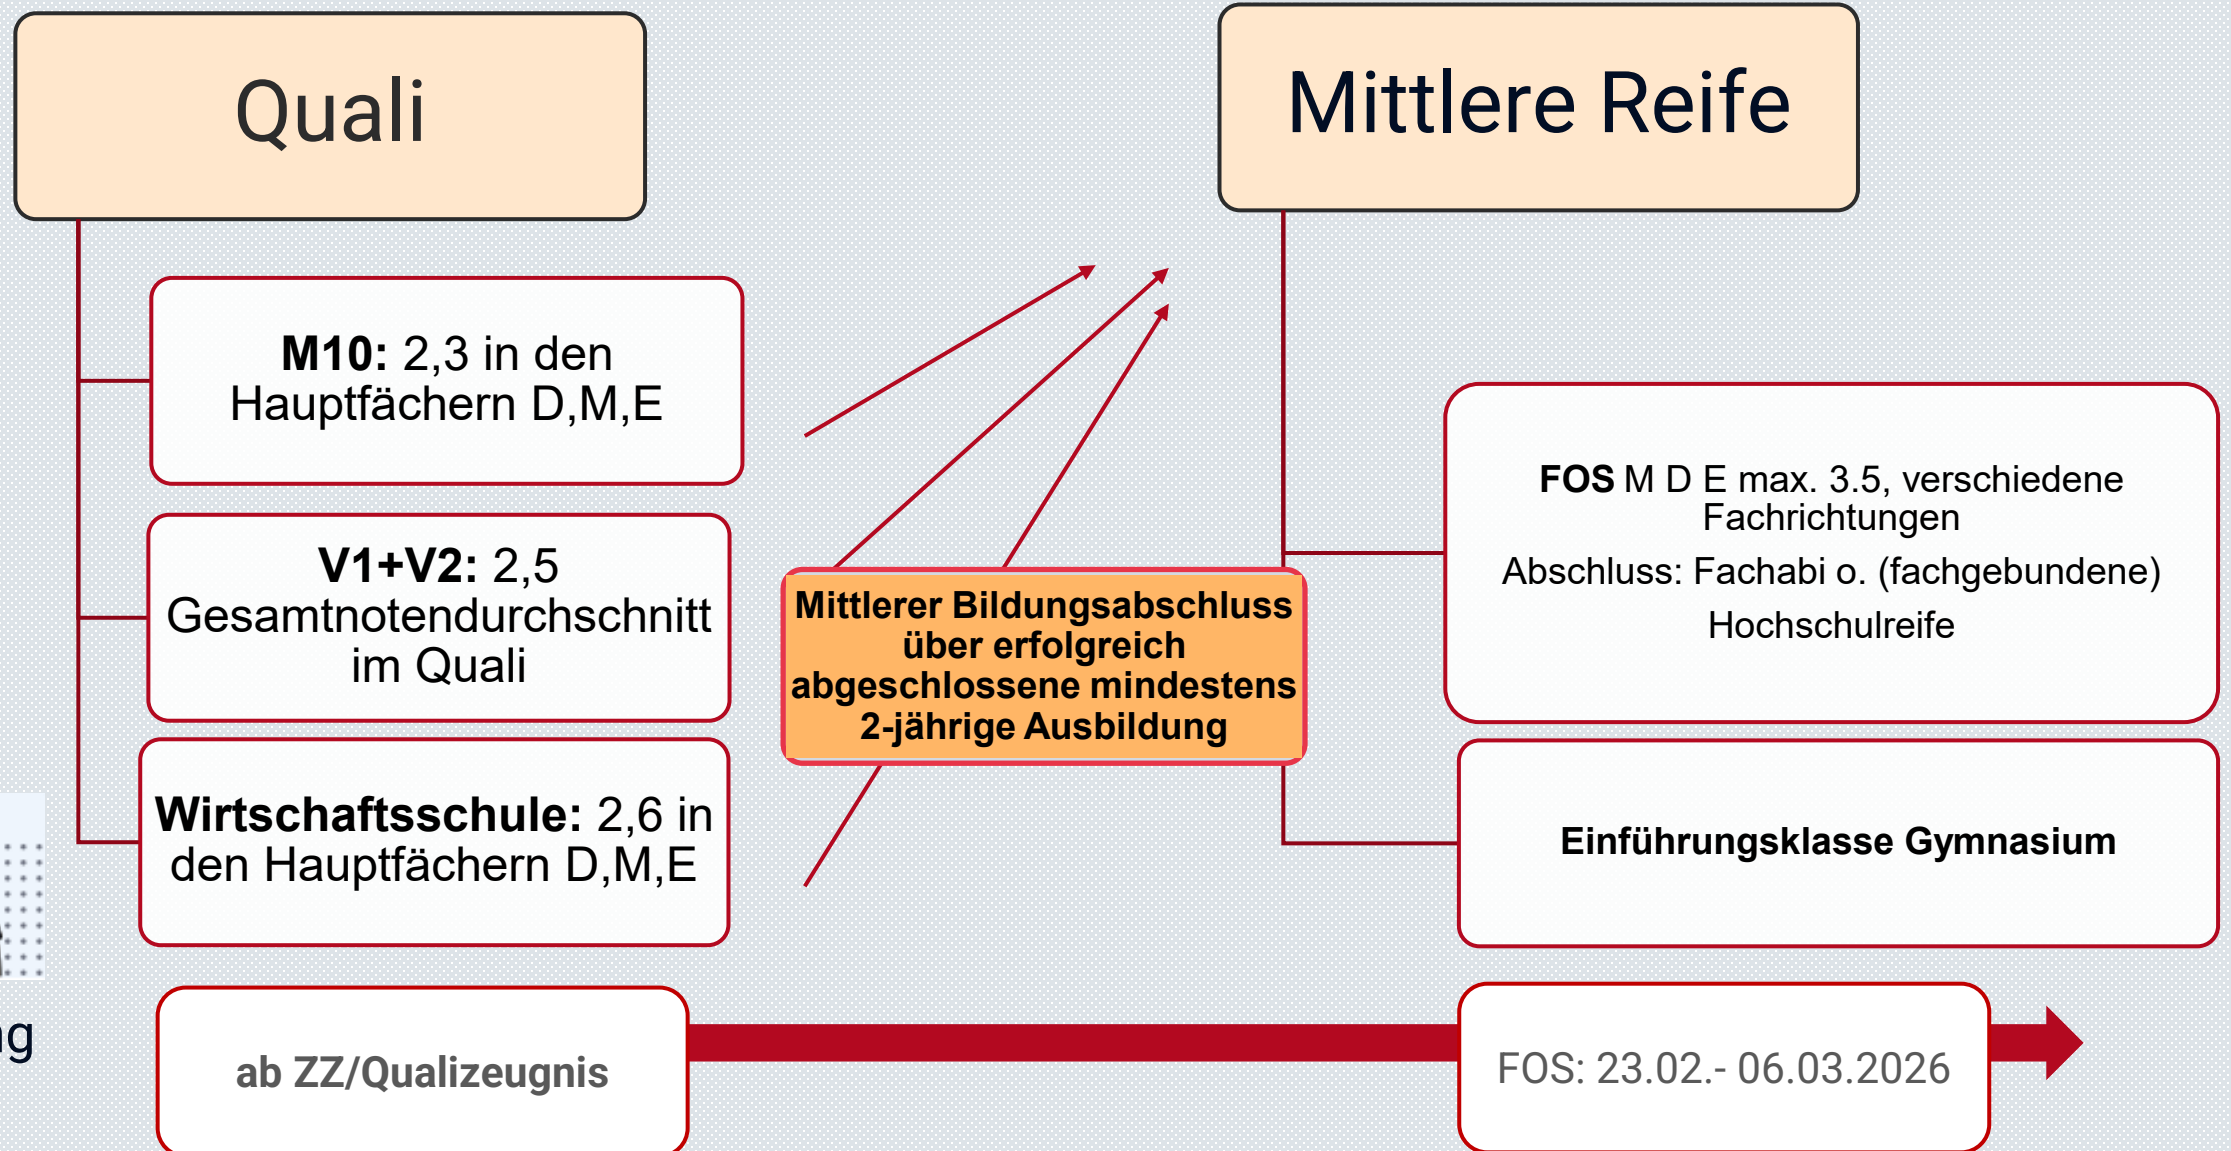 Quali
Mittlere Reife
M10: 2,3 in den
Hauptfächern D,M,E
V1+V2: 2,5
Gesamtnotendurchschnitt
im Quali
Wirtschaftsschule: 2,6 in
den Hauptfächern D,M,E
Mittlerer Bildungsabschluss
über erfolgreich
abgeschlossene mindestens
2-jährige Ausbildung
FOS M D E max. 3.5, verschiedene
Fachrichtungen
Abschluss: Fachabi o. (fachgebundene)
Hochschulreife
Einführungsklasse Gymnasium
ab ZZ/Qualizeugnis
FOS: 23.02.- 06.03.2026